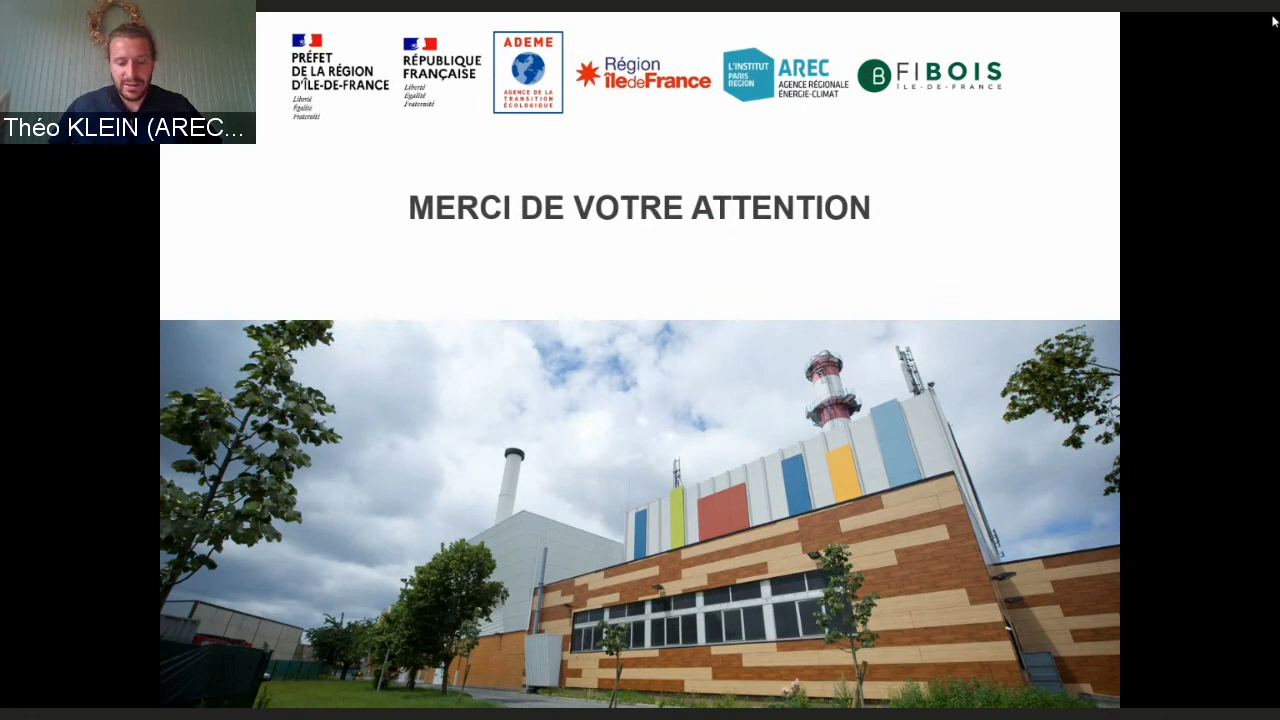 Théo KLEIN (AREC...
PRÉFET
DE LA RÉGION
D'ÎLE-DE-FRANCE
Liberté
Égalité
Fraternité
RÉPUBLIQUE
FRANÇAISE
Liberté
Égalité
Fraternité
ADEME
AGENCE DE LA
TRANSITION
ÉCOLOGIQUE
Région
îledeFrance
L'INSTITUT
PARIS
REGION
AREC
AGENCE RÉGIONALE
ÉNERGIE-CLIMAT
B
FIBOIS
ÎLE-DE-FRANCE
MERCI DE VOTRE ATTENTION